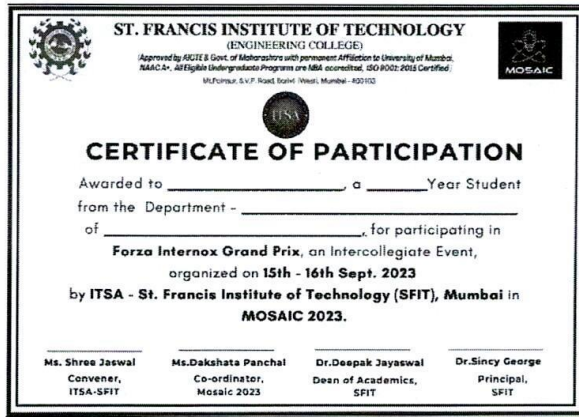 ST. FRANCIS INSTITUTE OF TECHNOLOGY
(ENGINEERING COLLEGE)
(Approved by AICTE & Govt. of Maharashtra with permanent Affiliation to University of Mumbai,
NAAC A+, All Eligible Undergraduate Programs are NBA accredited, ISO 9001: 2015 Certified)
Mt.Poinsur, S.V.P. Road, Borivli (West), Mumbai - 400103
MOSAIC
ITSA
CERTIFICATE OF PARTICIPATION
Awarded to ____________________, a _______Year Student
from the Department - ______________________________
of ____________________________, for participating in
Forza Internox Grand Prix, an Intercollegiate Event,
organized on 15th - 16th Sept. 2023
by ITSA - St. Francis Institute of Technology (SFIT), Mumbai in
MOSAIC 2023.
Ms. Shree Jaswal Ms.Dakshata Panchal Dr.Deepak Jayaswal Dr.Sincy George
Convener, Co-ordinator, Dean of Academics, Principal,
ITSA-SFIT Mosaic 2023 SFIT SFIT